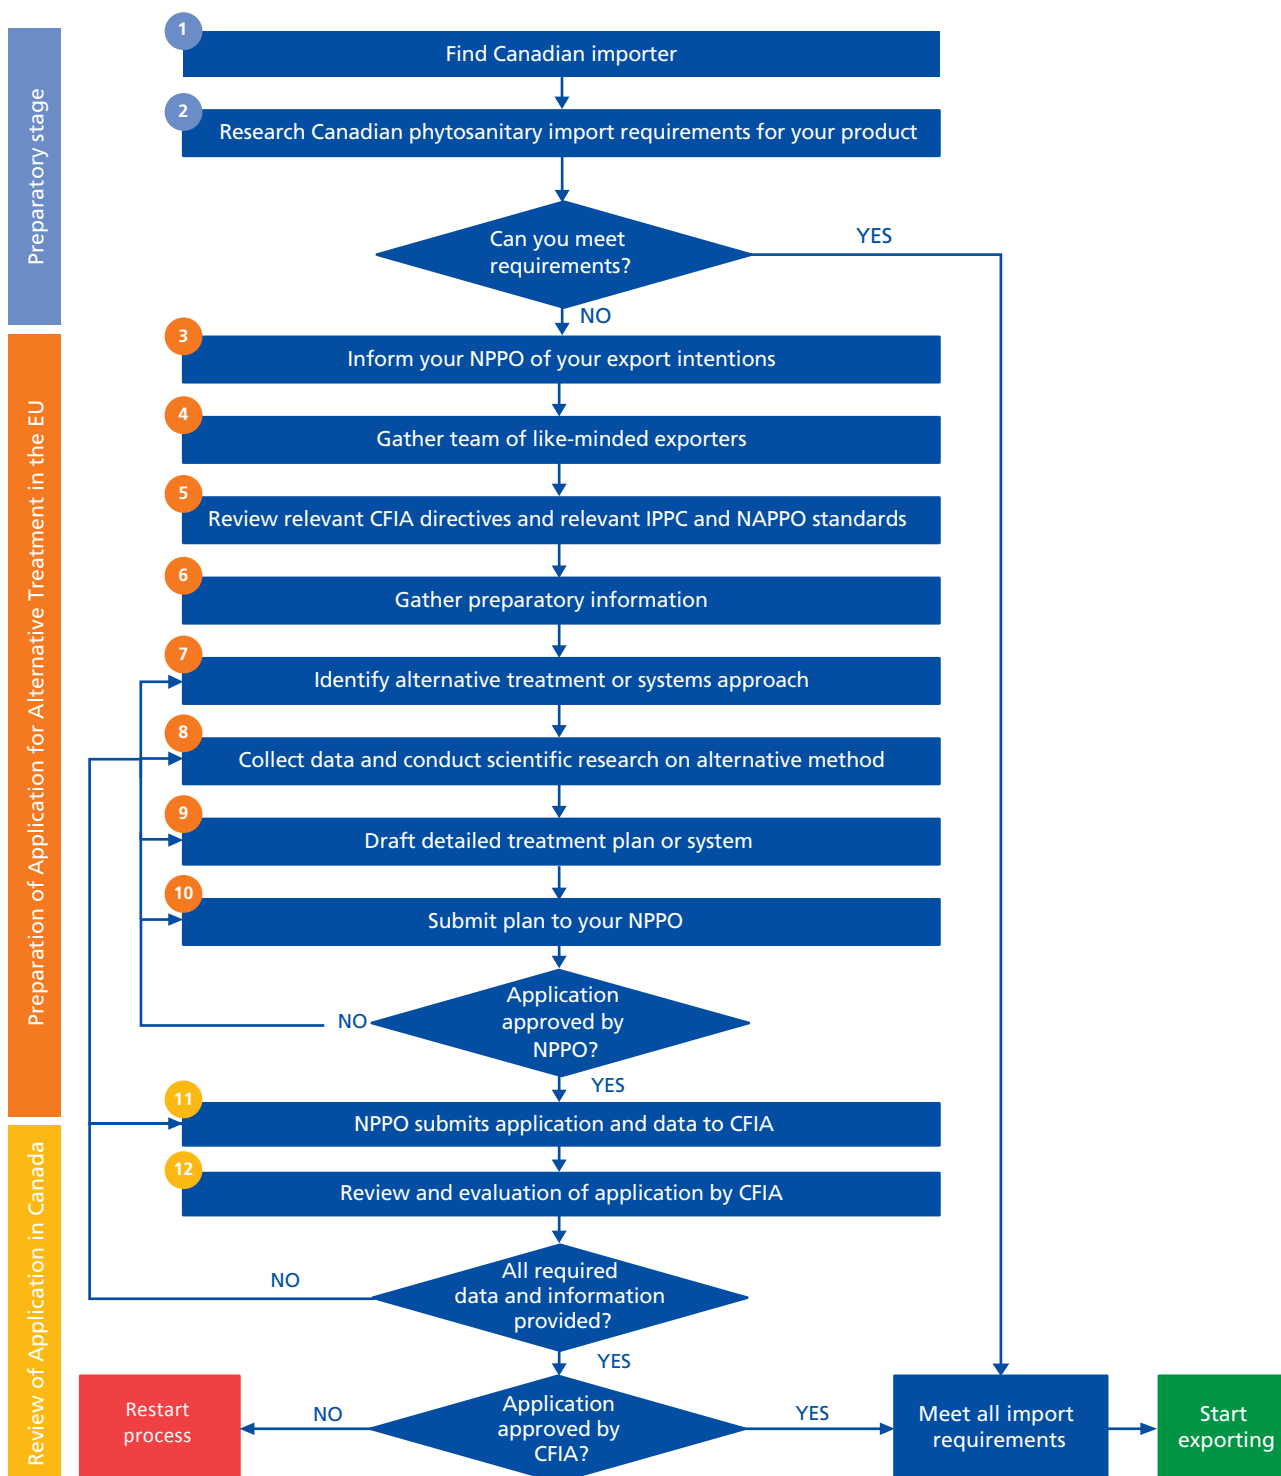 Preparatory stage
1
Find Canadian importer
2
Research Canadian phytosanitary import requirements for your product
Can you meet
requirements?
YES
NO
Preparation of Application for Alternative Treatment in the EU
3
Inform your NPPO of your export intentions
4
Gather team of like-minded exporters
5
Review relevant CFIA directives and relevant IPPC and NAPPO standards
6
Gather preparatory information
7
Identify alternative treatment or systems approach
8
Collect data and conduct scientific research on alternative method
9
Draft detailed treatment plan or system
10
Submit plan to your NPPO
Application
approved by
NPPO?
NO
YES
Review of Application in Canada
11
NPPO submits application and data to CFIA
12
Review and evaluation of application by CFIA
All required
data and information
provided?
NO
YES
Application
approved by
CFIA?
NO
YES
Restart
process
Meet all import
requirements
Start
exporting